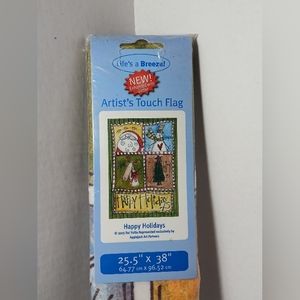 Life's a Breeze!
NEW!
Artist's Touch Flag
Happy Holidays
Happy Holidays
25.5" x 38"
64.77 cm x 96.52 cm